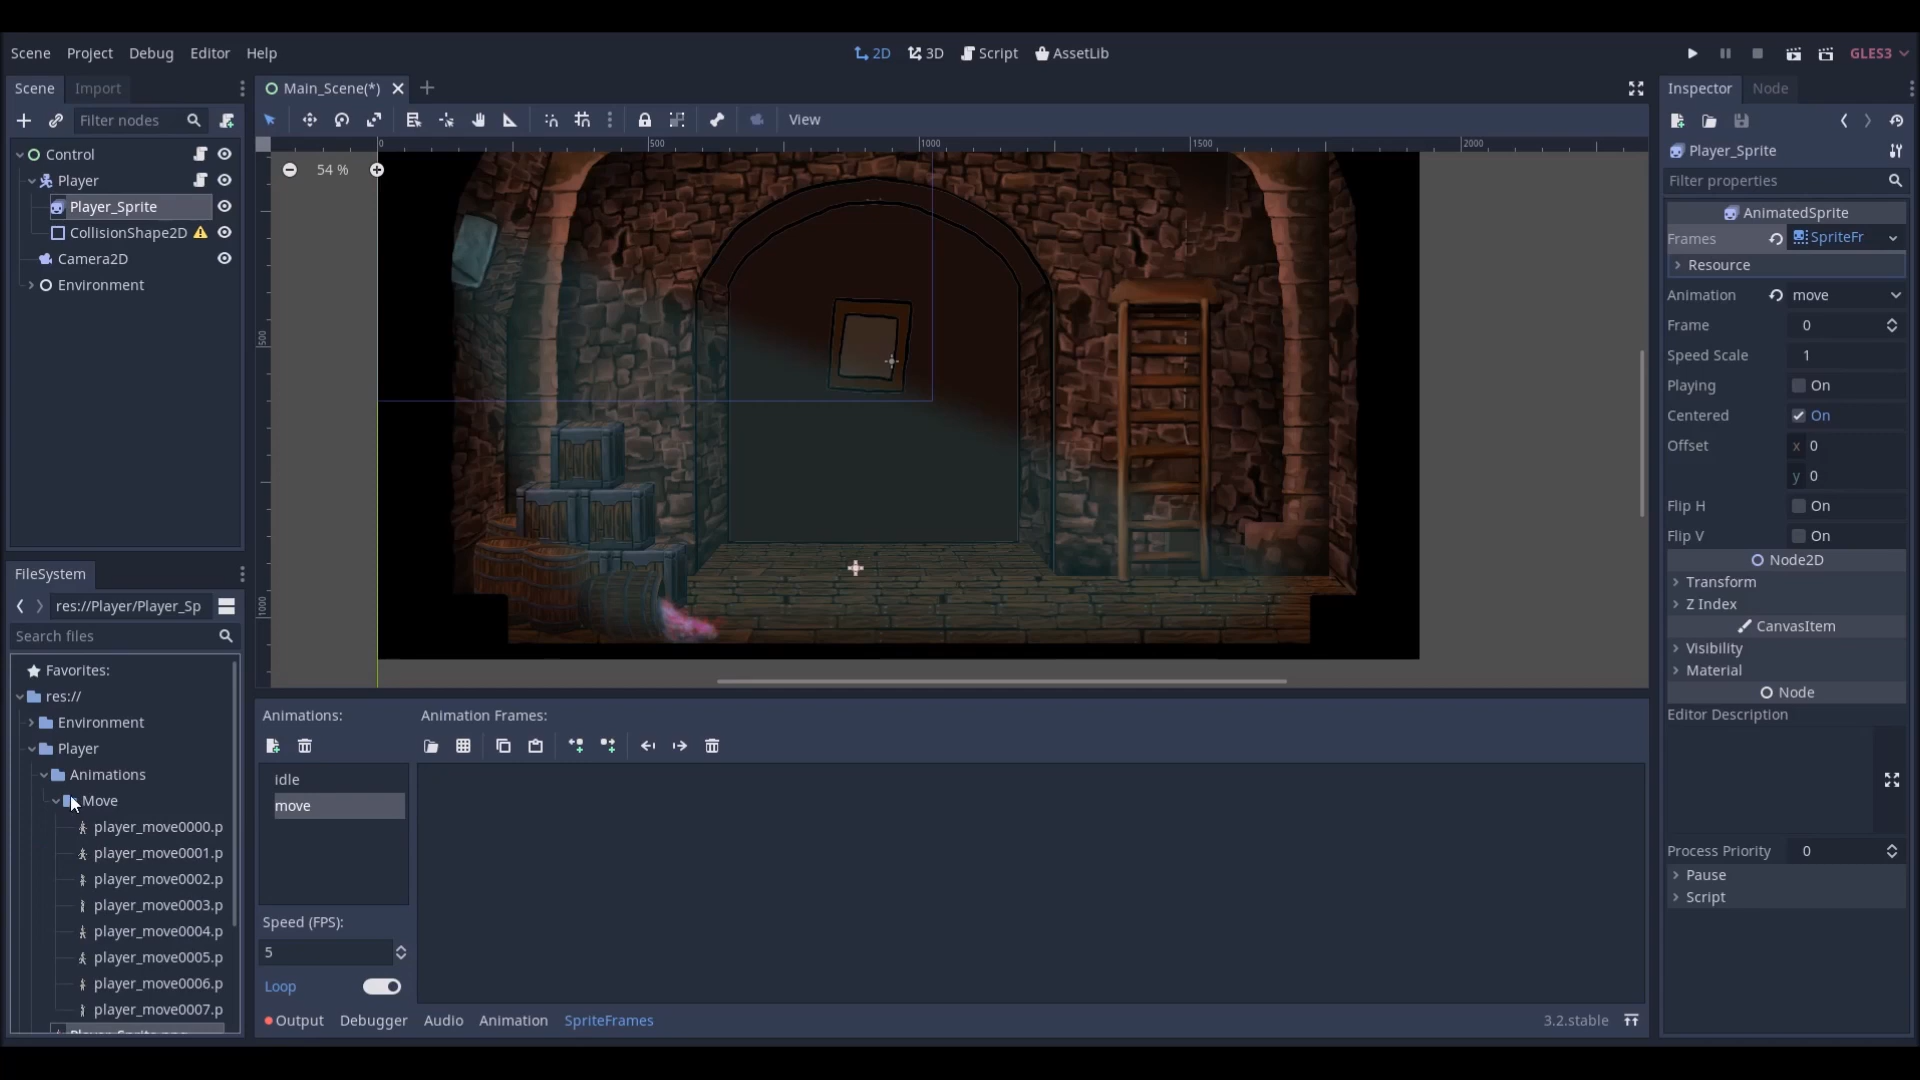 Scene Project Debug Editor Help 2D 3D Script AssetLib GLES3
Scene Import
Filter nodes
Control
Player
Player_Sprite
CollisionShape2D
Camera2D
Environment
FileSystem
res://Player/Player_Sp
Search files
Favorites:
res://
Environment
Player
Animations
Move
player_move0000.p
player_move0001.p
player_move0002.p
player_move0003.p
player_move0004.p
player_move0005.p
player_move0006.p
player_move0007.p
Player_Sprite.png
Main_Scene(*)
View
0 500 1000 1500 2000
54 %
500
1000
Animations:
idle
move
Speed (FPS):
5
Loop
Animation Frames:
Output Debugger Audio Animation SpriteFrames 3.2.stable
Inspector Node
Player_Sprite
Filter properties
AnimatedSprite
Frames SpriteFr
Resource
Animation move
Frame 0
Speed Scale 1
Playing On
Centered On
Offset x 0
y 0
Flip H On
Flip V On
Node2D
Transform
Z Index
CanvasItem
Visibility
Material
Node
Editor Description
Process Priority 0
Pause
Script